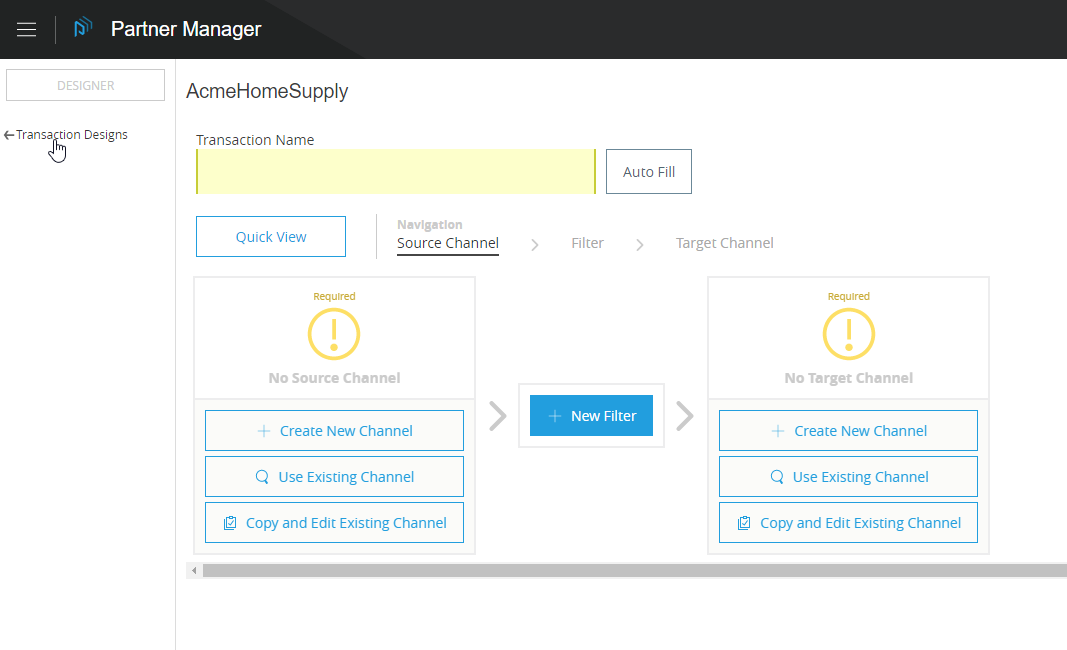 Partner Manager
DESIGNER
Transaction Designs
AcmeHomeSupply
Transaction Name
Auto Fill
Quick View
Navigation
Source Channel
Filter
Target Channel
Required
No Source Channel
Create New Channel
Use Existing Channel
Copy and Edit Existing Channel
New Filter
Required
No Target Channel
Create New Channel
Use Existing Channel
Copy and Edit Existing Channel